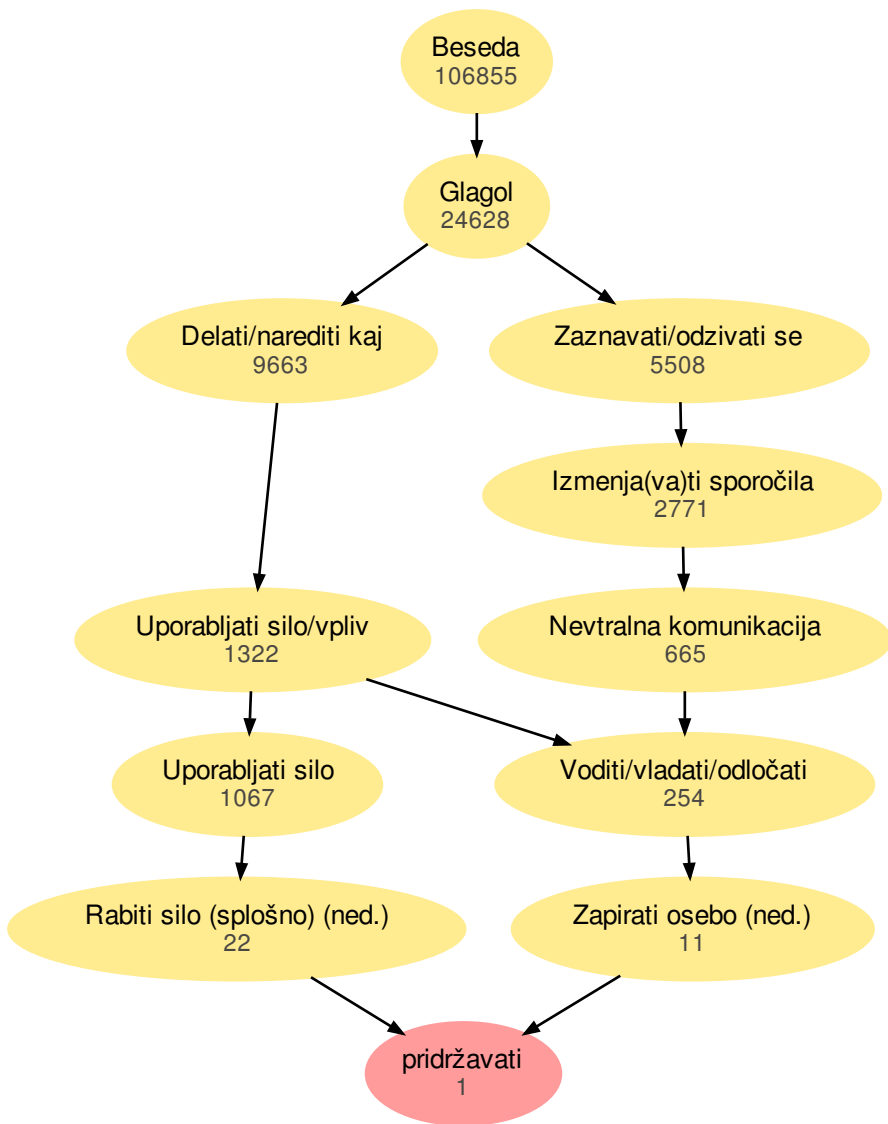 Beseda
106855
Glagol
24628
Delati/narediti kaj
9663
Zaznavati/odzivati se
5508
Izmenja(va)ti sporočila
2771
Uporabljati silo/vpliv
1322
Nevtralna komunikacija
665
Uporabljati silo
1067
Voditi/vladati/odločati
254
Rabiti silo (splošno) (ned.)
22
Zapirati osebo (ned.)
11
pridržavati
1